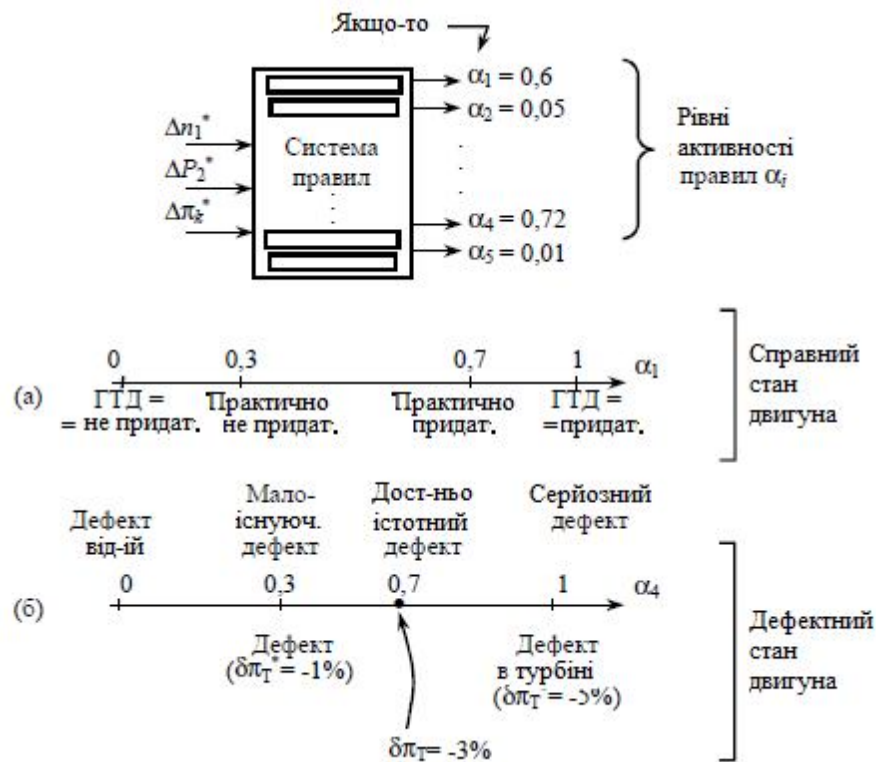 Якщо-то
α₁ = 0,6
α₂ = 0,05
Δn₁*
ΔP₂*
Δπₖ*
Система
правил
α₄ = 0,72
α₅ = 0,01
Рівні
активності
правил αᵢ
(а)
0 0,3 0,7 1 α₁
ГТД =
= не придат.
Практично
не придат.
Практично
придат.
ГТД =
=придат.
Справний
стан
двигуна
(б)
Дефект
від-ій
Мало-
існуюч.
дефект
Дост-ньо
істотний
дефект
Серйозний
дефект
0 0,3 0,7 1 α₄
Дефект
(δπ_T* = -1%)
Дефект
в турбіні
δπ_T= -3%
Дефектний
стан
двигуна